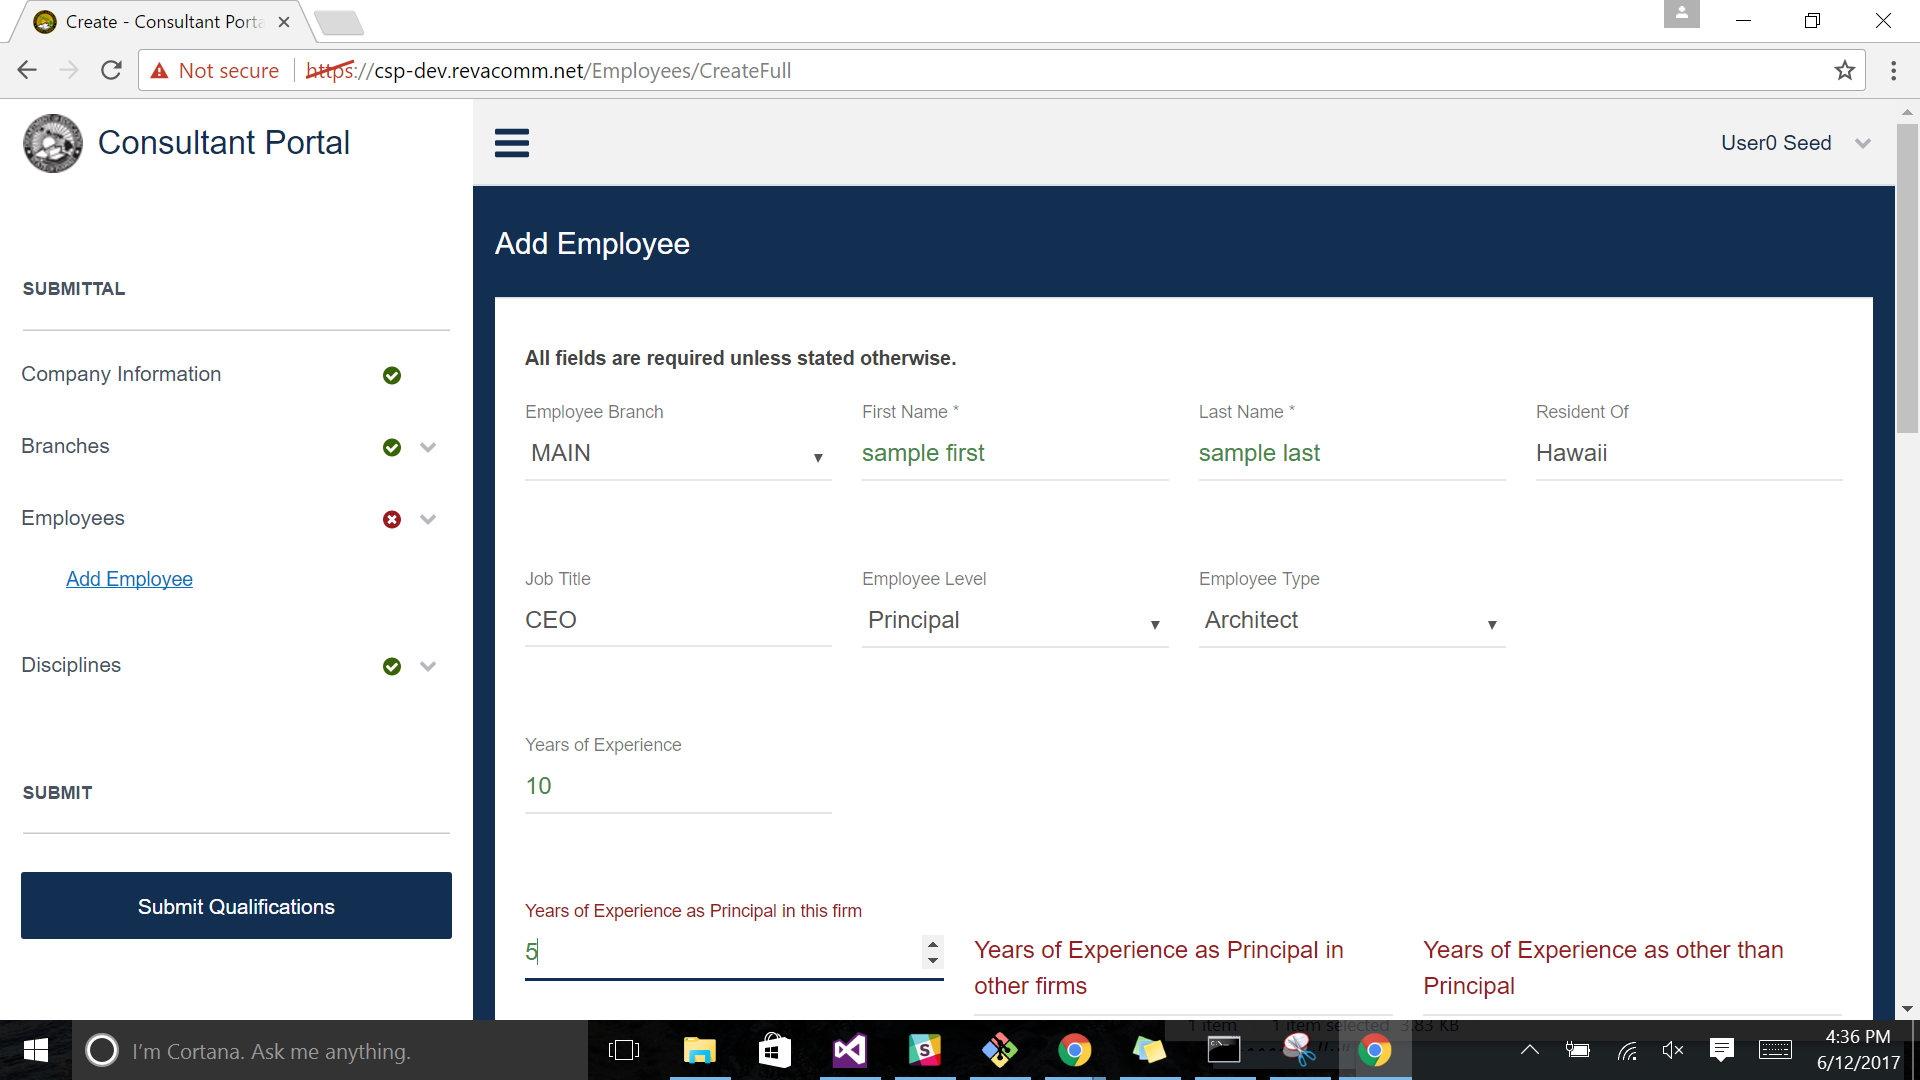 Create - Consultant Porta
Not secure https://csp-dev.revacomm.net/Employees/CreateFull
Consultant Portal
User0 Seed
Add Employee
SUBMITTAL
Company Information
Branches
Employees
Add Employee
Disciplines
SUBMIT
Submit Qualifications
All fields are required unless stated otherwise.
Employee Branch First Name * Last Name * Resident Of
MAIN sample first sample last Hawaii
Job Title Employee Level Employee Type
CEO Principal Architect
Years of Experience
10
Years of Experience as Principal in this firm
5
Years of Experience as Principal in
other firms
Years of Experience as other than
Principal
1 item 1 item selected 3.83 KB
I'm Cortana. Ask me anything.
4:36 PM
6/12/2017